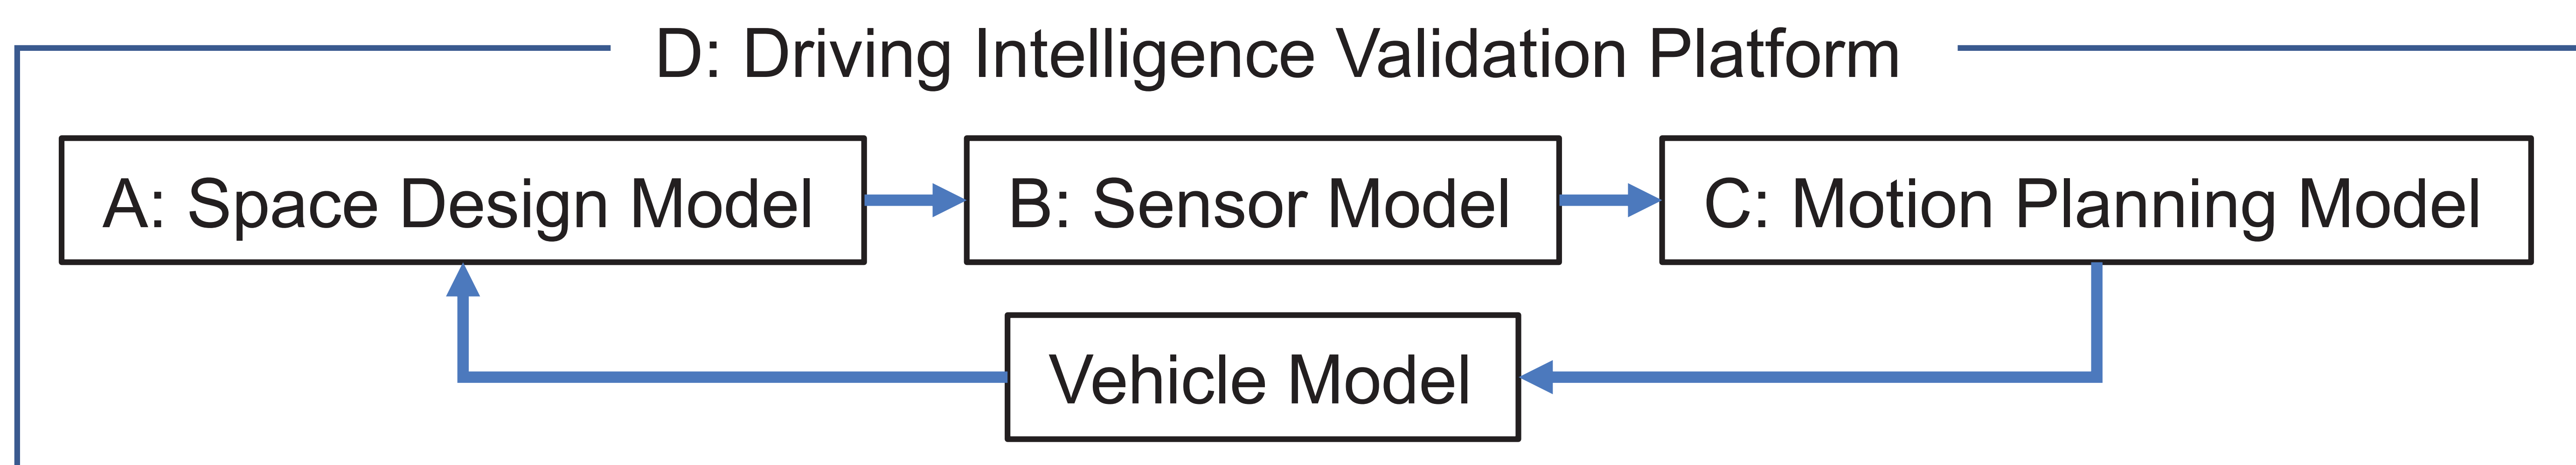 D: Driving Intelligence Validation Platform
A: Space Design Model
B: Sensor Model
C: Motion Planning Model
Vehicle Model